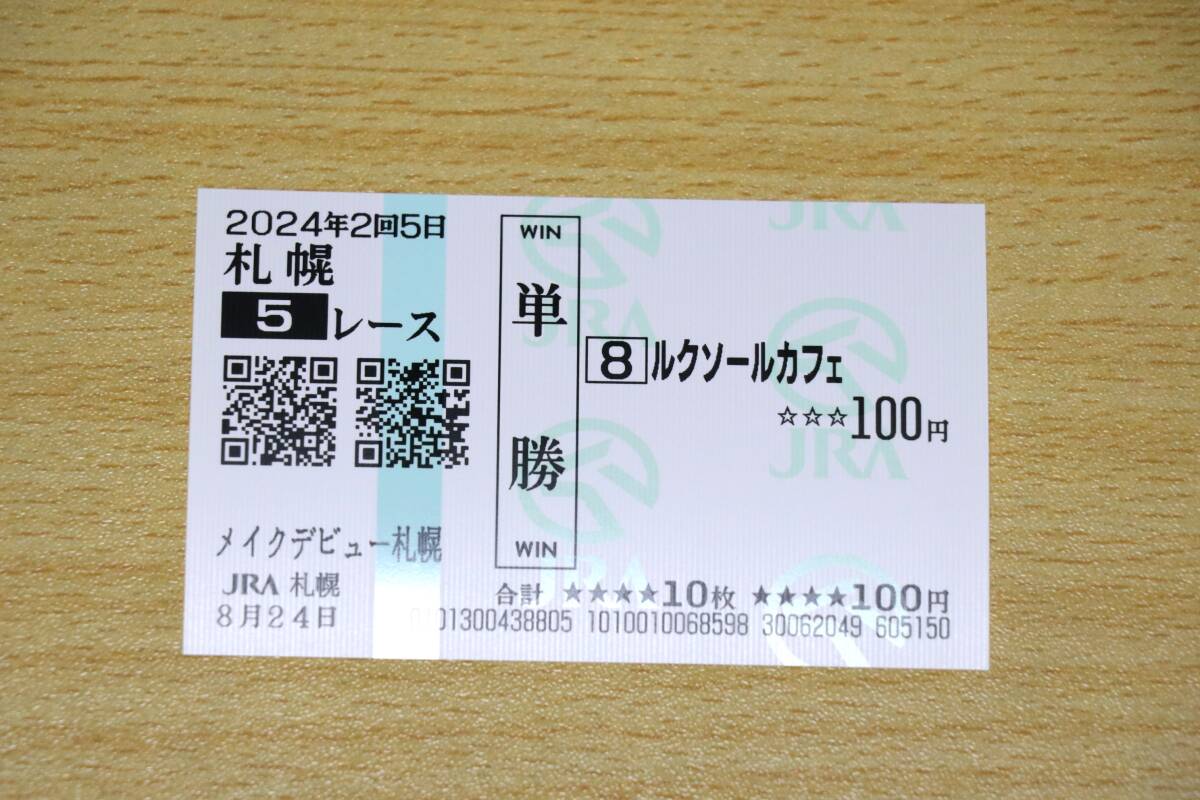 2024年2回5日
札幌
5レース
WIN
単勝
WIN
8 ルクソールカフェ
☆☆☆100円
メイクデビュー札幌
JRA 札幌
8月24日
合計 ★★★★10枚 ★★★★100円
0101300438805 1010010068598 30062049 605150
JRA
JRA
JRA
JRA